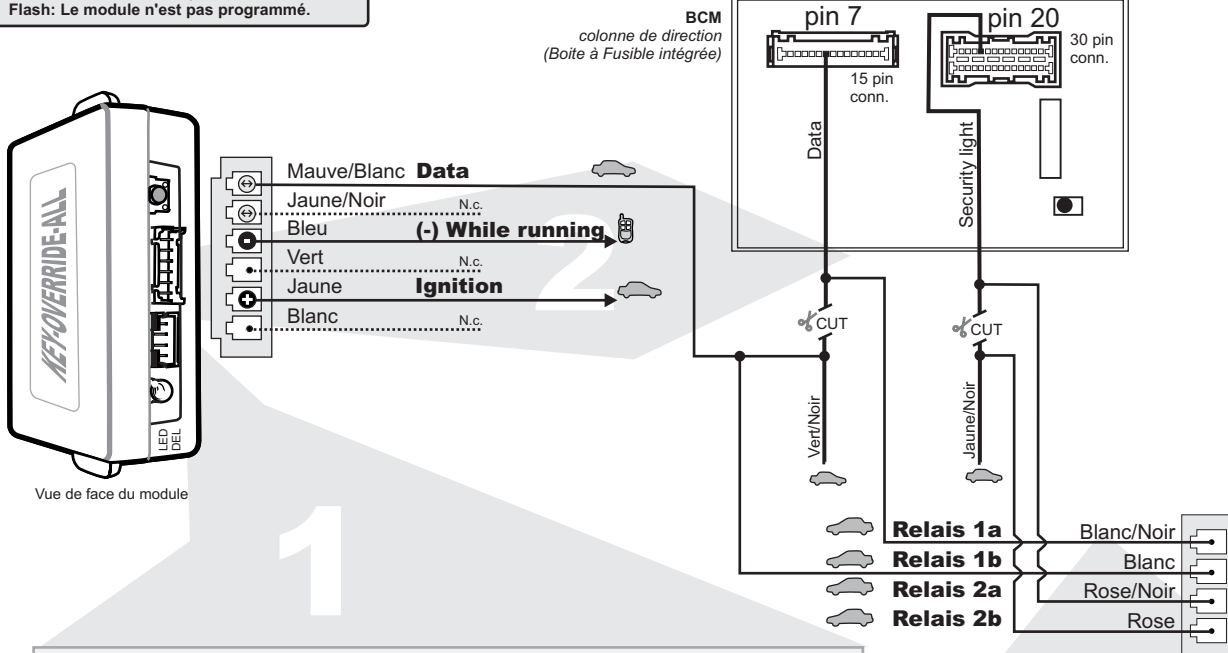 Flash: Le module n'est pas programmé.
BCM
colonne de direction
(Boite à Fusible intégrée)
pin 7
pin 20
30 pin
conn.
15 pin
conn.
Data
Security light
KEY-OVERRIDE-ALL
LED
DEL
Vue de face du module
Mauve/Blanc Data
Jaune/Noir N.c.
Bleu (-) While running
Vert N.c.
Jaune Ignition
Blanc N.c.
2
CUT
CUT
Vert/Noir
Jaune/Noir
1
Relais 1a Blanc/Noir
Relais 1b Blanc
Relais 2a Rose/Noir
Relais 2b Rose